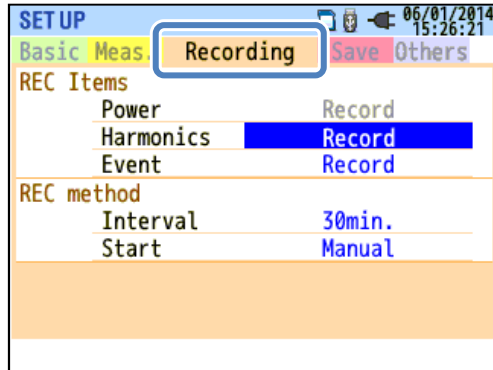 SET UP 06/01/2014
15:26:21
Basic Meas. Recording Save Others
REC Items
Power Record
Harmonics Record
Event Record
REC method
Interval 30min.
Start Manual